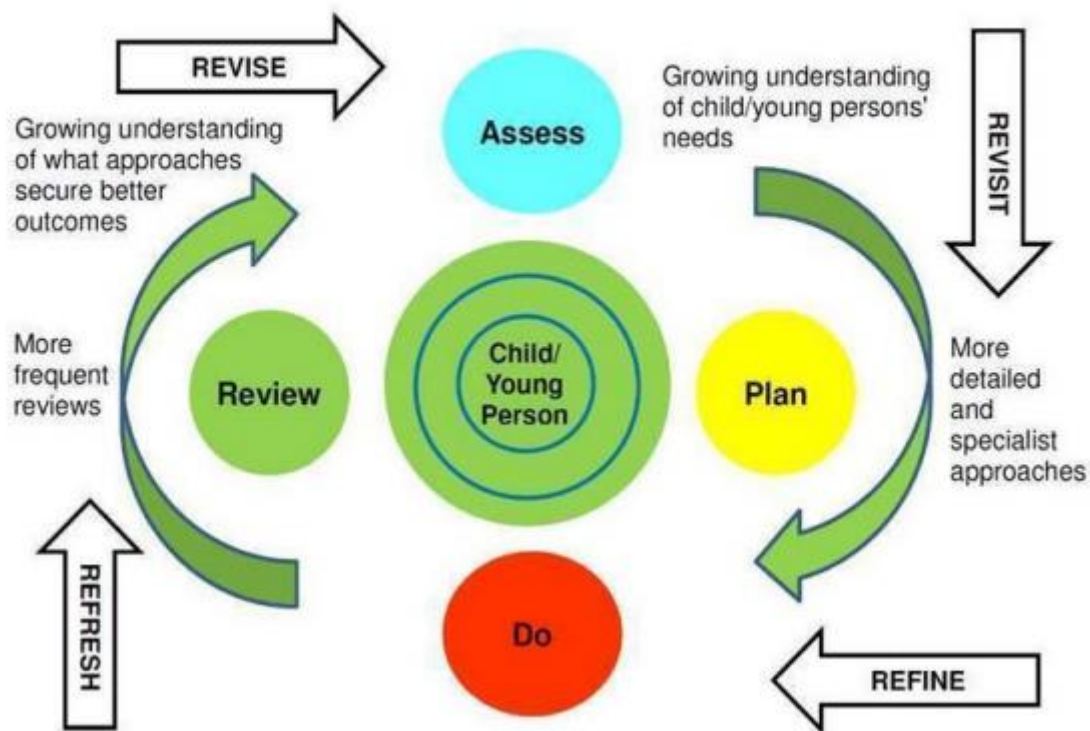 REVISE
Growing understanding
of what approaches
secure better
outcomes
Assess
Growing understanding
of child/young persons'
needs
REVISIT
More
frequent
reviews
Review
Child/
Young
Person
Plan
More
detailed
and
specialist
approaches
REFRESH
Do
REFINE